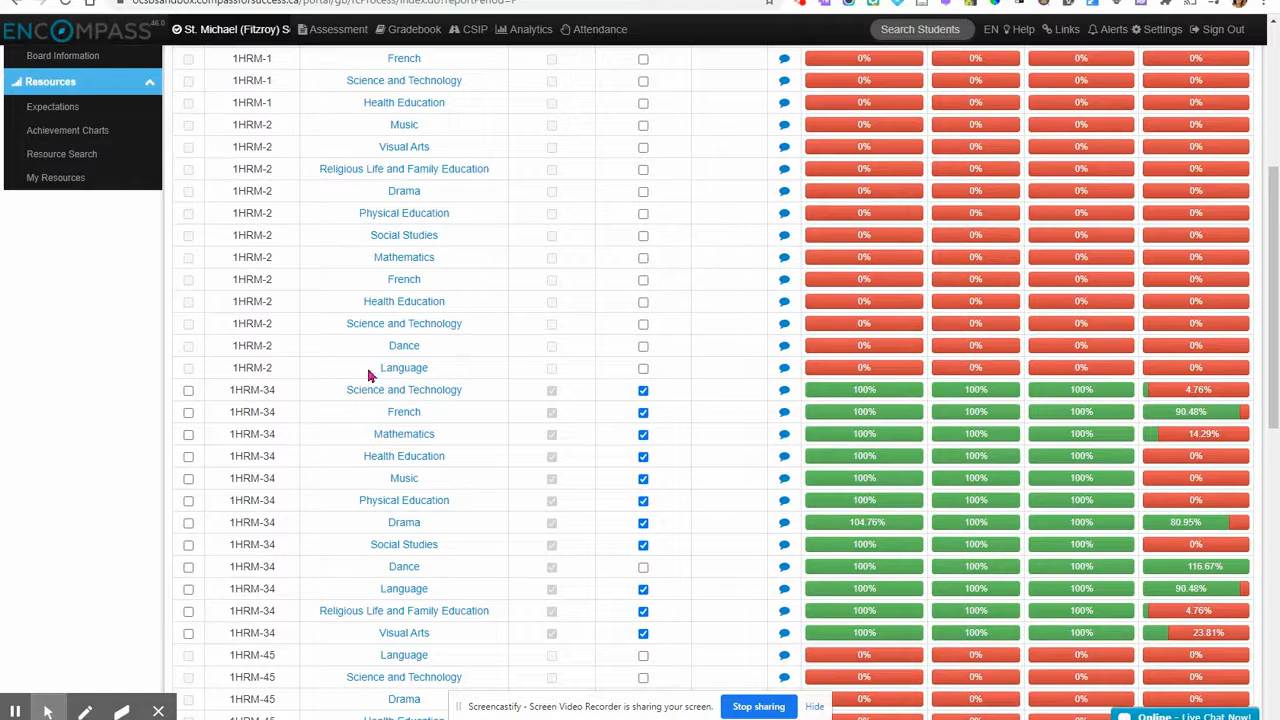 ocsbsandbox.compassforsuccess.ca/portal/gb/rcProcess/index.do?reportPeriod=P
ENCOMPASS 46.0 St. Michael (Fitzroy) S Assessment Gradebook CSIP Analytics Attendance Search Students EN Help Links Alerts Settings Sign Out
Board Information
Resources
Expectations
Achievement Charts
Resource Search
My Resources
1HRM-1 French 0% 0% 0% 0%
1HRM-1 Science and Technology 0% 0% 0% 0%
1HRM-1 Health Education 0% 0% 0% 0%
1HRM-2 Music 0% 0% 0% 0%
1HRM-2 Visual Arts 0% 0% 0% 0%
1HRM-2 Religious Life and Family Education 0% 0% 0% 0%
1HRM-2 Drama 0% 0% 0% 0%
1HRM-2 Physical Education 0% 0% 0% 0%
1HRM-2 Social Studies 0% 0% 0% 0%
1HRM-2 Mathematics 0% 0% 0% 0%
1HRM-2 French 0% 0% 0% 0%
1HRM-2 Health Education 0% 0% 0% 0%
1HRM-2 Science and Technology 0% 0% 0% 0%
1HRM-2 Dance 0% 0% 0% 0%
1HRM-2 Language 0% 0% 0% 0%
1HRM-34 Science and Technology 100% 100% 100% 4.76%
1HRM-34 French 100% 100% 100% 90.48%
1HRM-34 Mathematics 100% 100% 100% 14.29%
1HRM-34 Health Education 100% 100% 100% 0%
1HRM-34 Music 100% 100% 100% 0%
1HRM-34 Physical Education 100% 100% 100% 0%
1HRM-34 Drama 104.76% 100% 100% 80.95%
1HRM-34 Social Studies 100% 100% 100% 0%
1HRM-34 Dance 100% 100% 100% 116.67%
1HRM-34 Language 100% 100% 100% 90.48%
1HRM-34 Religious Life and Family Education 100% 100% 100% 4.76%
1HRM-34 Visual Arts 100% 100% 100% 23.81%
1HRM-45 Language 0% 0% 0% 0%
1HRM-45 Science and Technology 0% 0% 0% 0%
1HRM-45 Drama 0% 0% 0% 0%
Screencastify - Screen Video Recorder is sharing your screen. Stop sharing Hide
Online - Live Chat Now!